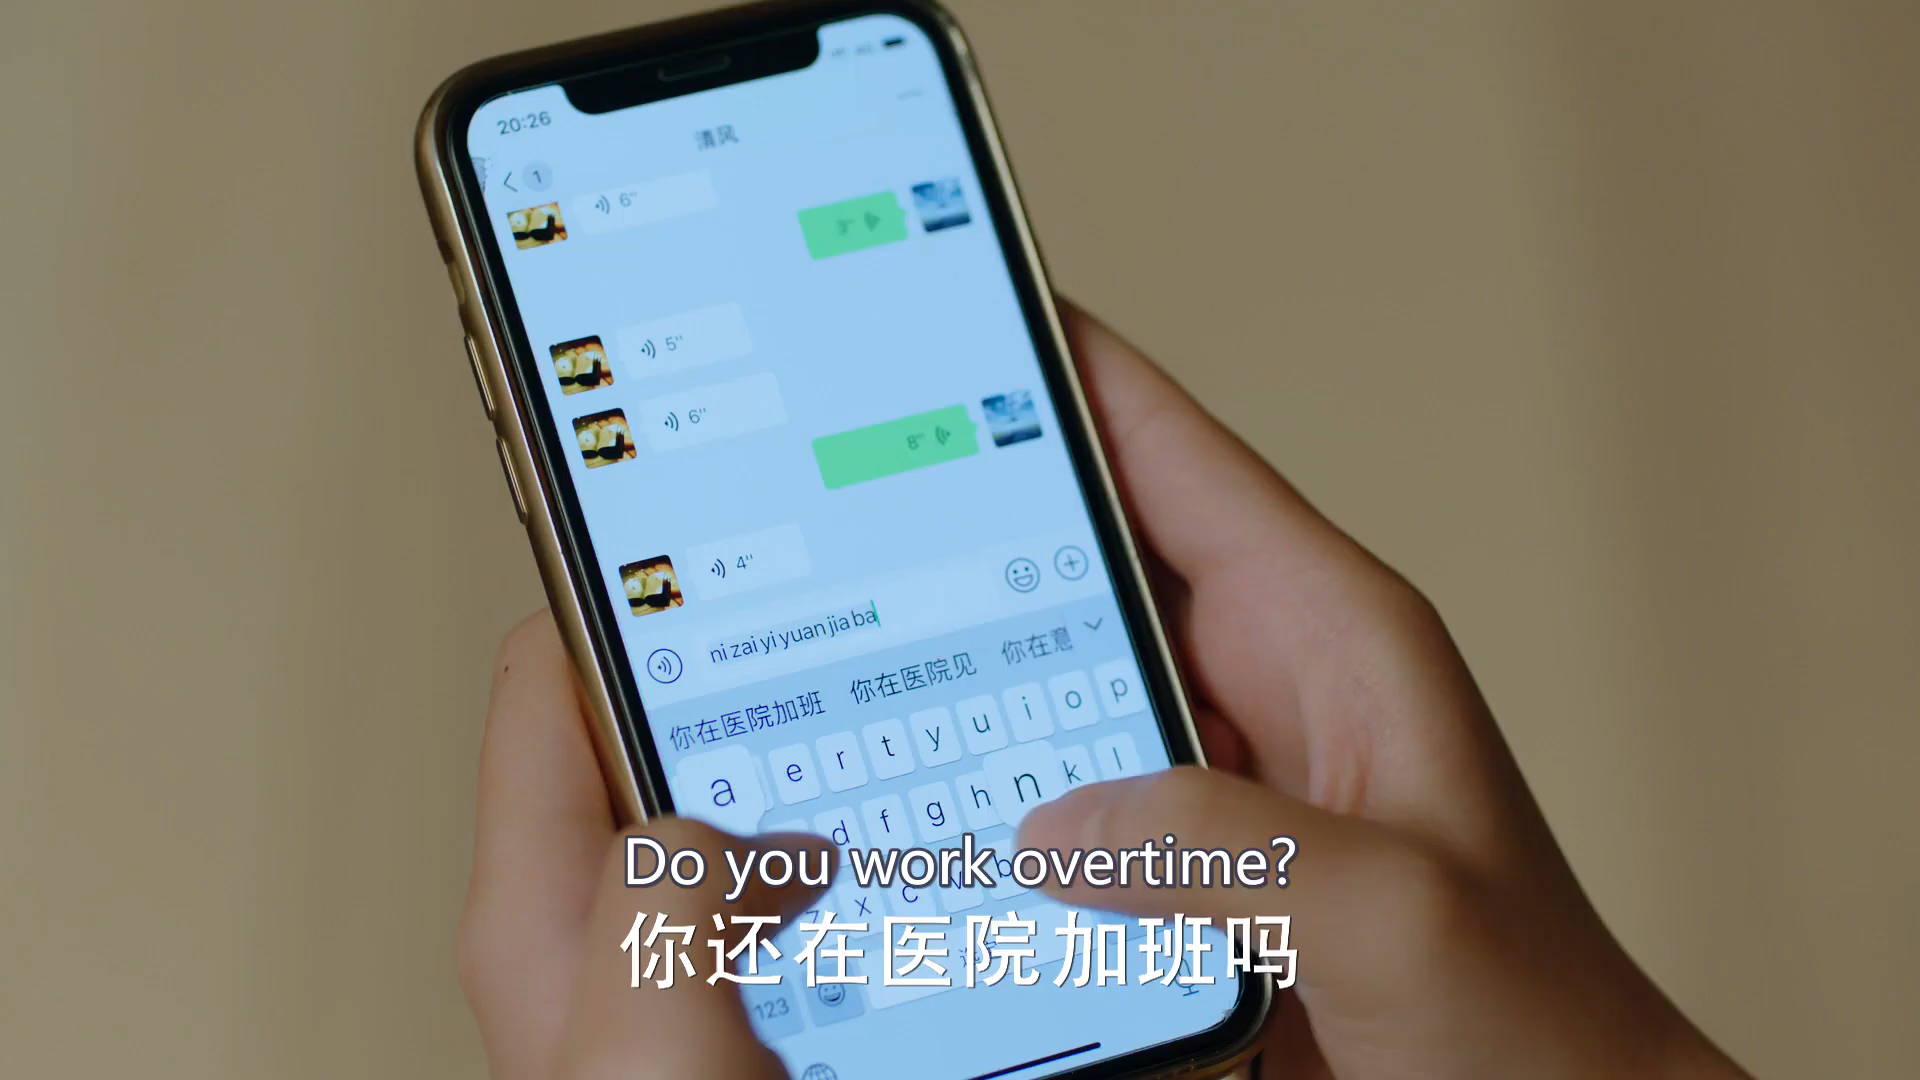 20:26
清风
1
6"
3"
5"
6"
8"
4"
ni zai yi yuan jia ba
你在医院加班 你在医院见 你在意
a e r t y u i o p
d f g h n k l
z x c v b
123
Do you work overtime?
你还在医院加班吗